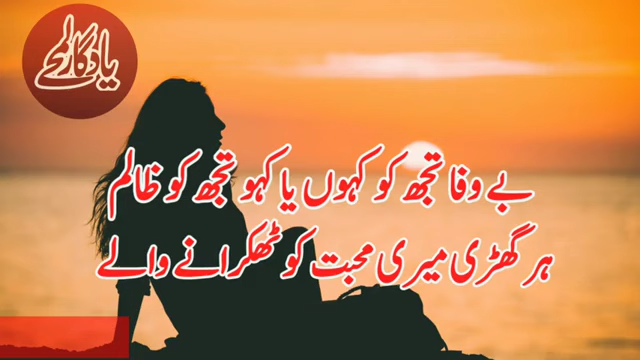 یادگار لمحے
بے وفا تجھ کو کہوں یا کہو تجھ کو ظالم
ہر گھڑی میری محبت کو ٹھکرانے والے